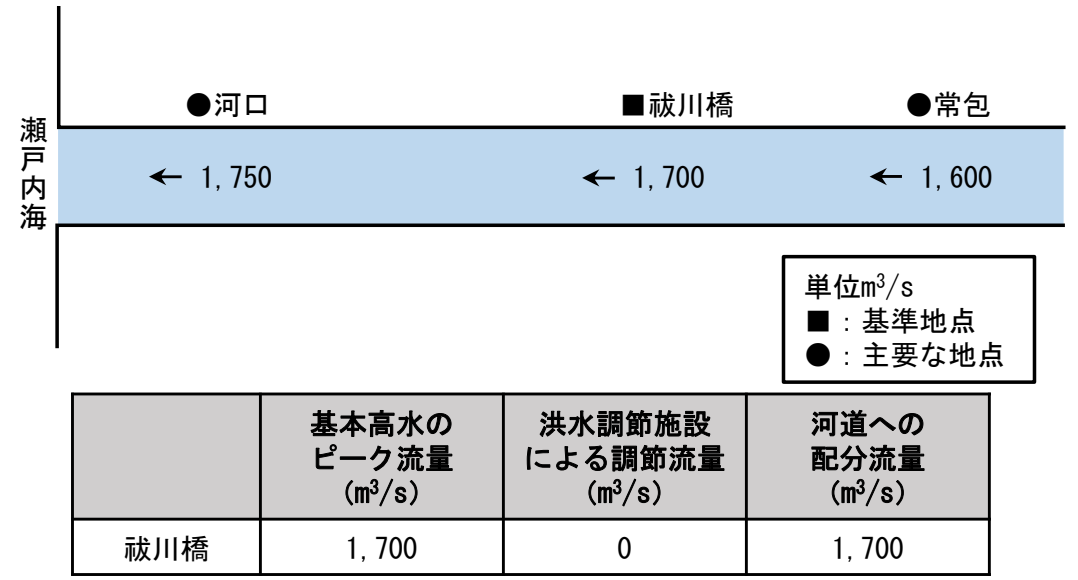 瀬戸内海
●河口
■祓川橋
●常包
← 1,750
← 1,700
← 1,600
単位m³/s
■：基準地点
●：主要な地点
基本高水の
ピーク流量
(m³/s)
洪水調節施設
による調節流量
(m³/s)
河道への
配分流量
(m³/s)
祓川橋 1,700 0 1,700